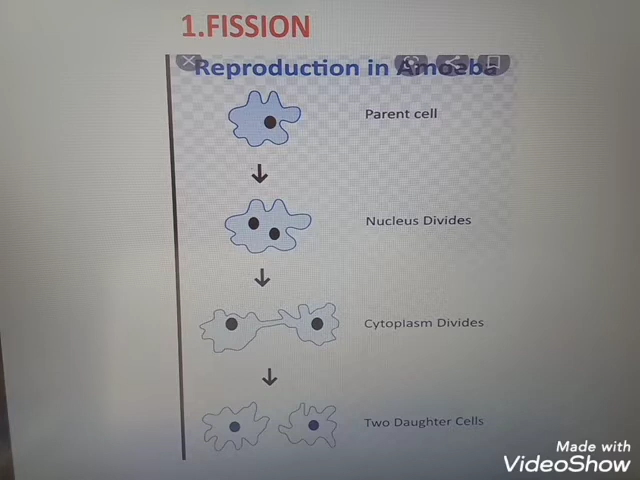 1.FISSION
Reproduction in Amoeba
Parent cell
Nucleus Divides
Cytoplasm Divides
Two Daughter Cells
Made with
VideoShow